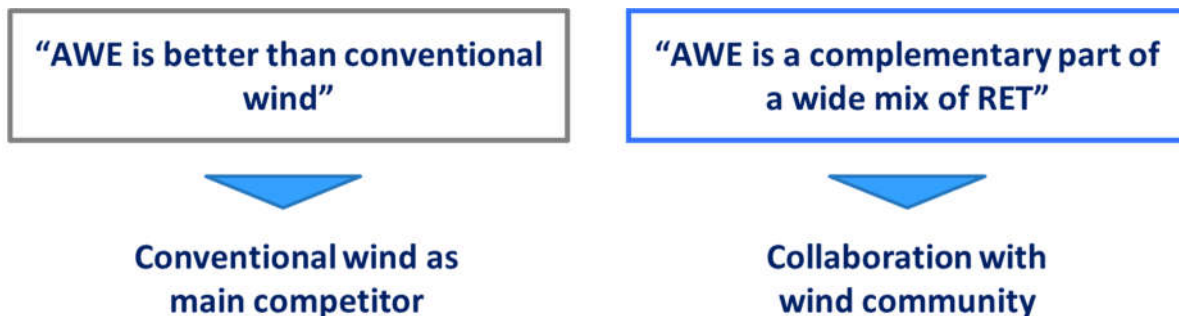 “AWE is better than conventional
wind”
“AWE is a complementary part of
a wide mix of RET”
Conventional wind as
main competitor
Collaboration with
wind community